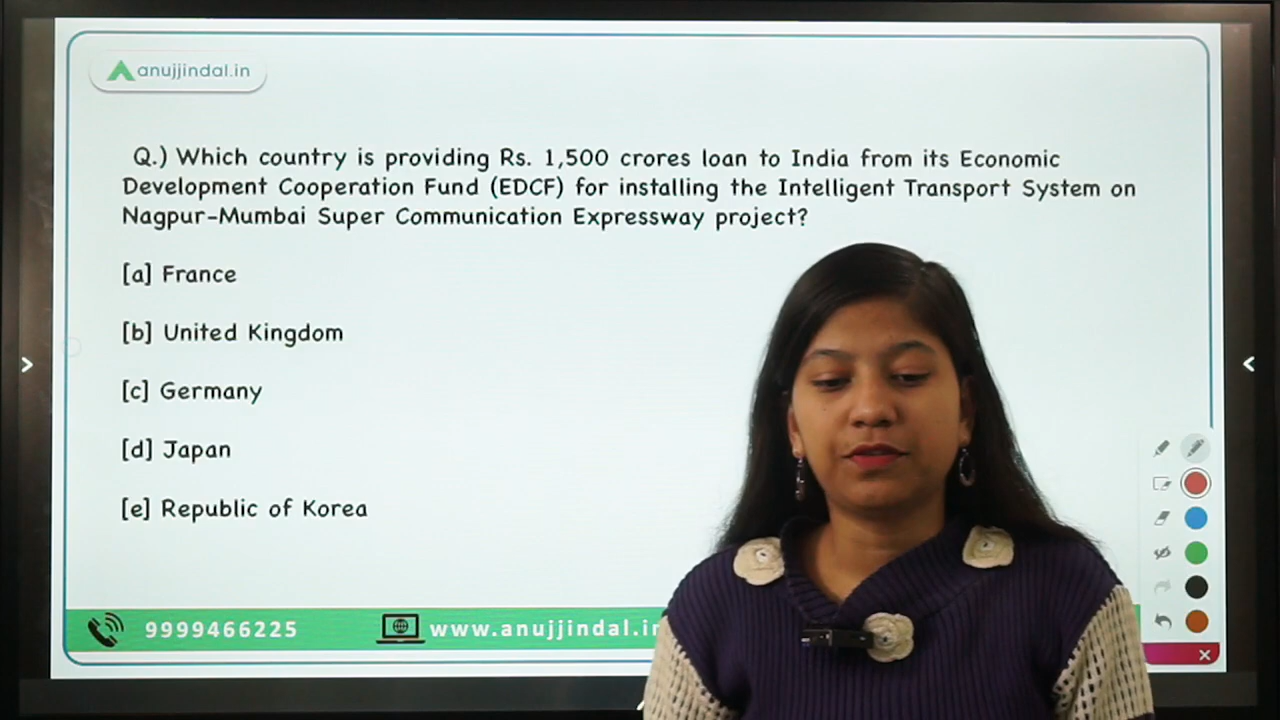 anujjindal.in
Q.) Which country is providing Rs. 1,500 crores loan to India from its Economic
Development Cooperation Fund (EDCF) for installing the Intelligent Transport System on
Nagpur-Mumbai Super Communication Expressway project?
[a] France
[b] United Kingdom
[c] Germany
[d] Japan
[e] Republic of Korea
9999466225
www.anujjindal.in